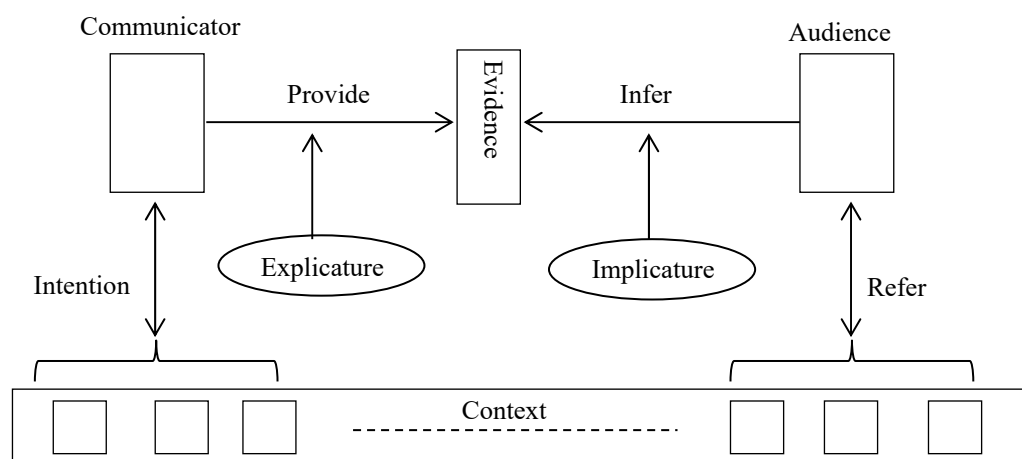 Communicator
Audience
Provide
Evidence
Infer
Explicature
Implicature
Intention
Refer
Context